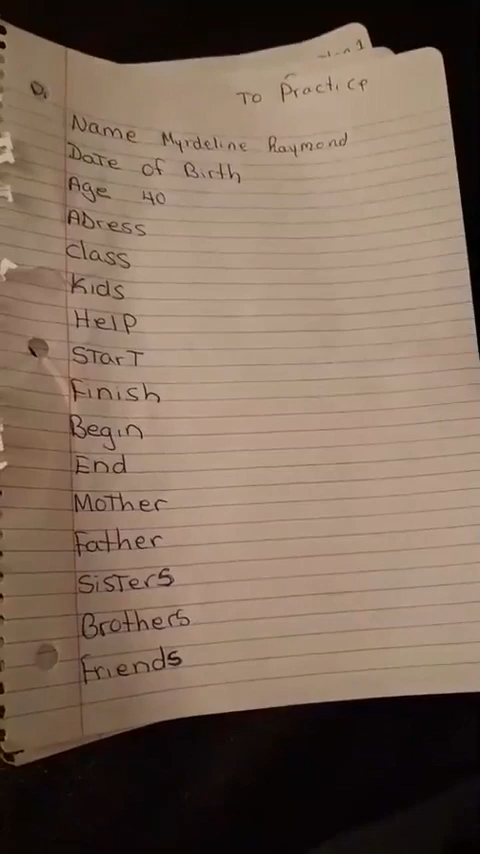 To Practice
Name Myrdeline Raymond
Date of Birth
Age 40
ADress
Class
Kids
Help
Start
Finish
Begin
End
Mother
Father
Sisters
Brothers
Friends